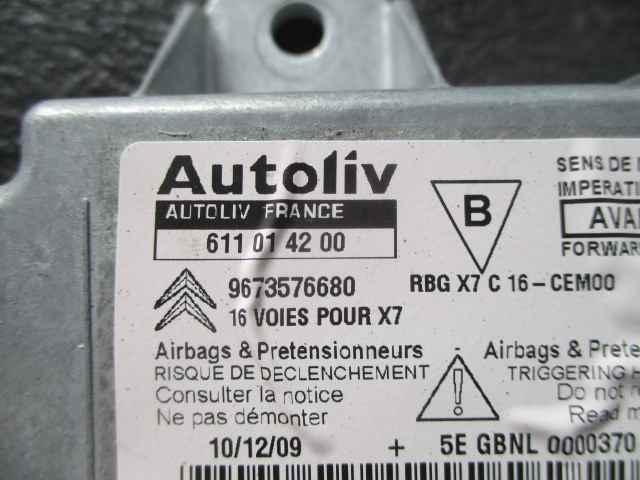 Autoliv
AUTOLIV FRANCE
611 01 42 00
B
SENS DE
IMPERATI
AVA
FORWAR
9673576680
RBG X7 C 16-CEM00
16 VOIES POUR X7
Airbags & Pretensionneurs - Airbags & Prete
RISQUE DE DECLENCHEMENT ! TRIGGERING H
Consulter la notice Do not r
Ne pas démonter Read m
10/12/09 + 5E GBNL 0000370